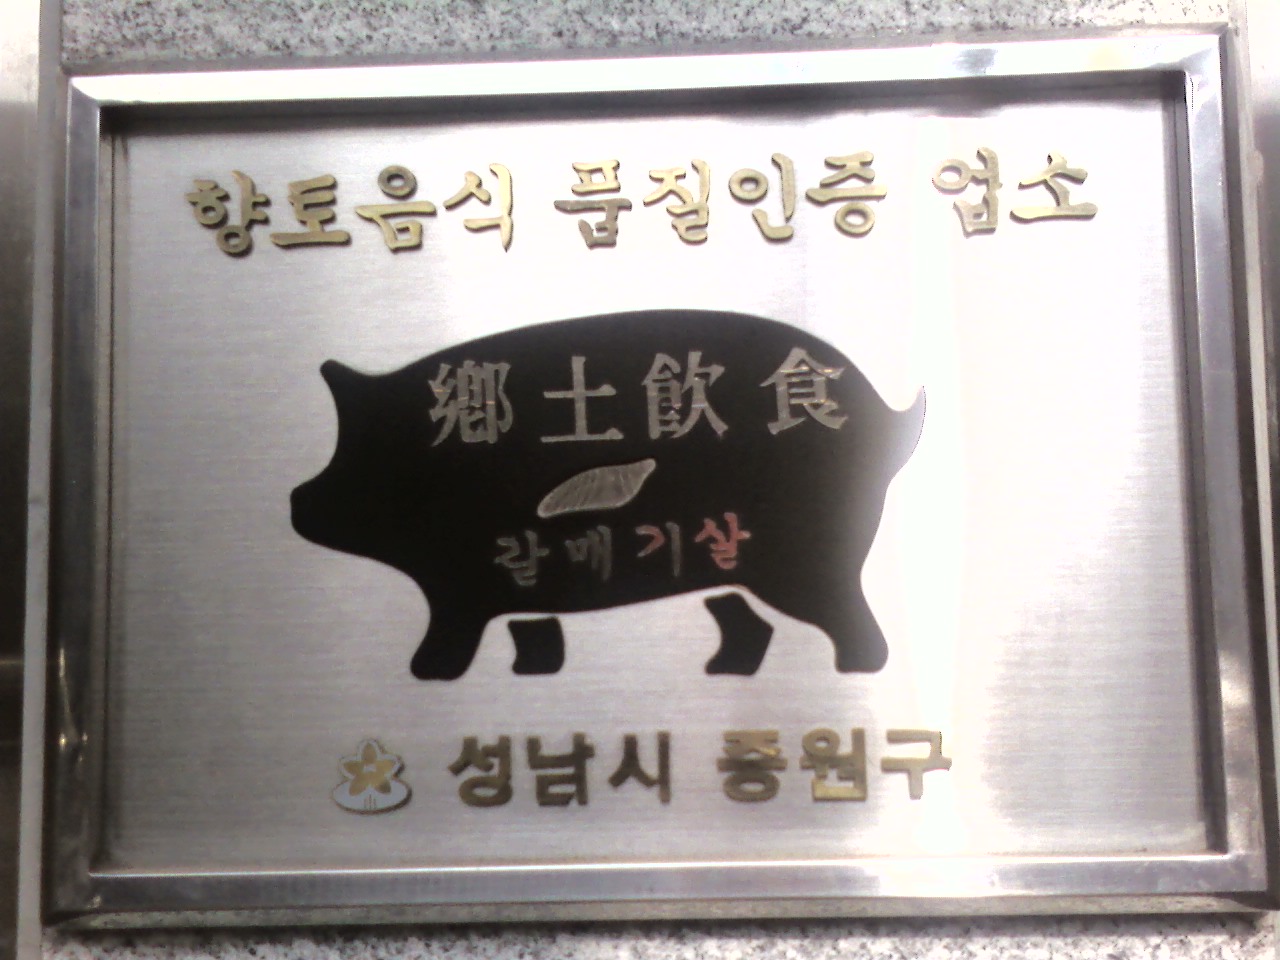 향토음식 품질인증 업소
鄉土飮食
갈매기살
성남시 중원구